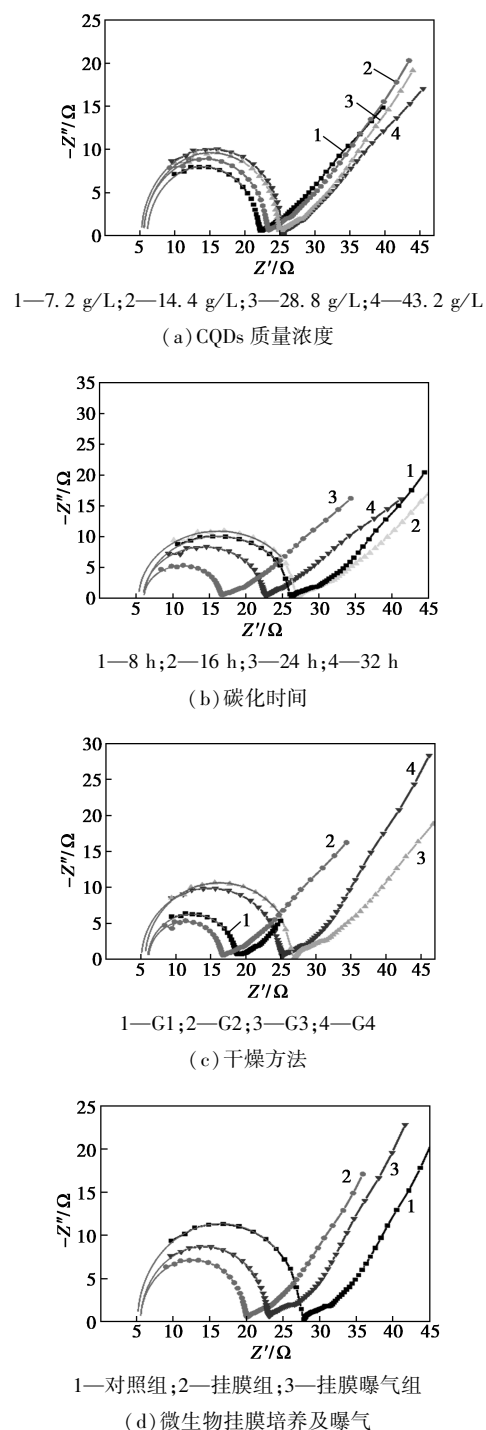 25
20
15
10
5
0
-Z″/Ω
1
2
3
4
5 10 15 20 25 30 35 40 45
Z′/Ω
1—7.2 g/L;2—14.4 g/L;3—28.8 g/L;4—43.2 g/L
(a)CQDs 质量浓度
35
30
25
20
15
10
5
0
-Z″/Ω
3
4
1
2
5 10 15 20 25 30 35 40 45
Z′/Ω
1—8 h;2—16 h;3—24 h;4—32 h
(b)碳化时间
30
25
20
15
10
5
0
-Z″/Ω
1
2
4
3
5 10 15 20 25 30 35 40 45
Z′/Ω
1—G1;2—G2;3—G3;4—G4
(c)干燥方法
25
20
15
10
5
0
-Z″/Ω
2
3
1
5 10 15 20 25 30 35 40 45
Z′/Ω
1—对照组;2—挂膜组;3—挂膜曝气组
(d)微生物挂膜培养及曝气